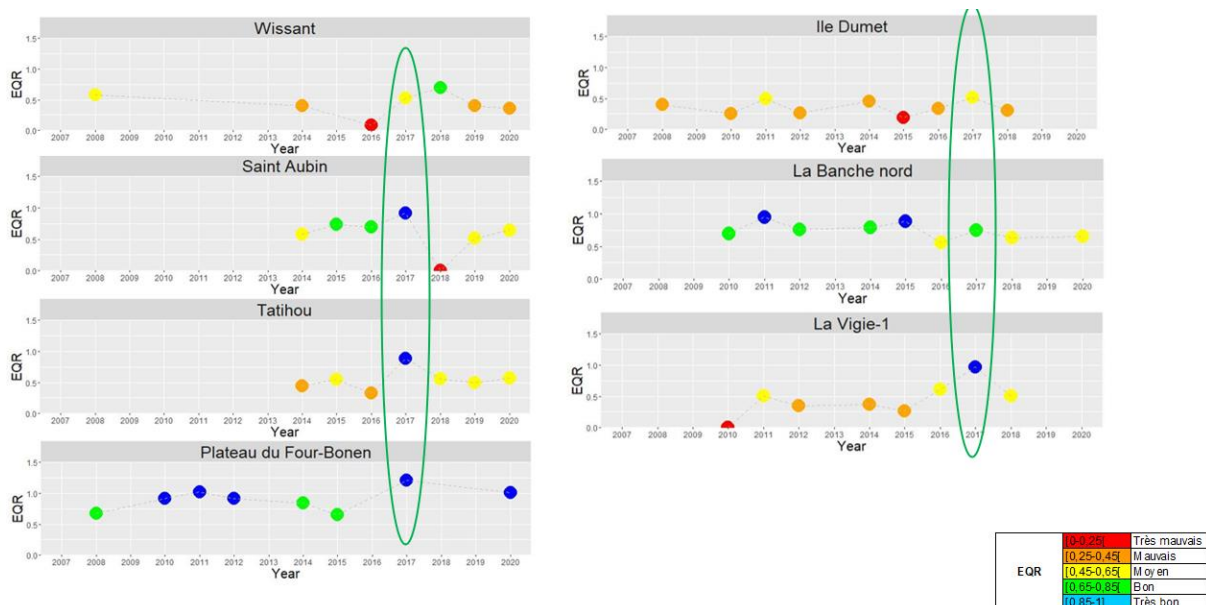 Wissant
1.5
1.0
0.5
0.0
EQR
2007 2008 2009 2010 2011 2012 2013 2014 2015 2016 2017 2018 2019 2020
Year
Saint Aubin
1.5
1.0
0.5
0.0
EQR
2007 2008 2009 2010 2011 2012 2013 2014 2015 2016 2017 2018 2019 2020
Year
Tatihou
1.5
1.0
0.5
0.0
EQR
2007 2008 2009 2010 2011 2012 2013 2014 2015 2016 2017 2018 2019 2020
Year
Plateau du Four-Bonen
1.5
1.0
0.5
0.0
EQR
2007 2008 2009 2010 2011 2012 2013 2014 2015 2016 2017 2018 2019 2020
Year
Ile Dumet
1.5
1.0
0.5
0.0
EQR
2007 2008 2009 2010 2011 2012 2013 2014 2015 2016 2017 2018 2019 2020
Year
La Banche nord
1.5
1.0
0.5
0.0
EQR
2007 2008 2009 2010 2011 2012 2013 2014 2015 2016 2017 2018 2019 2020
Year
La Vigie-1
1.5
1.0
0.5
0.0
EQR
2007 2008 2009 2010 2011 2012 2013 2014 2015 2016 2017 2018 2019 2020
Year
EQR
[0-0,25[ Très mauvais
[0,25-0,45[ Mauvais
[0,45-0,65[ Moyen
[0,65-0,85[ Bon
[0,85-1] Très bon